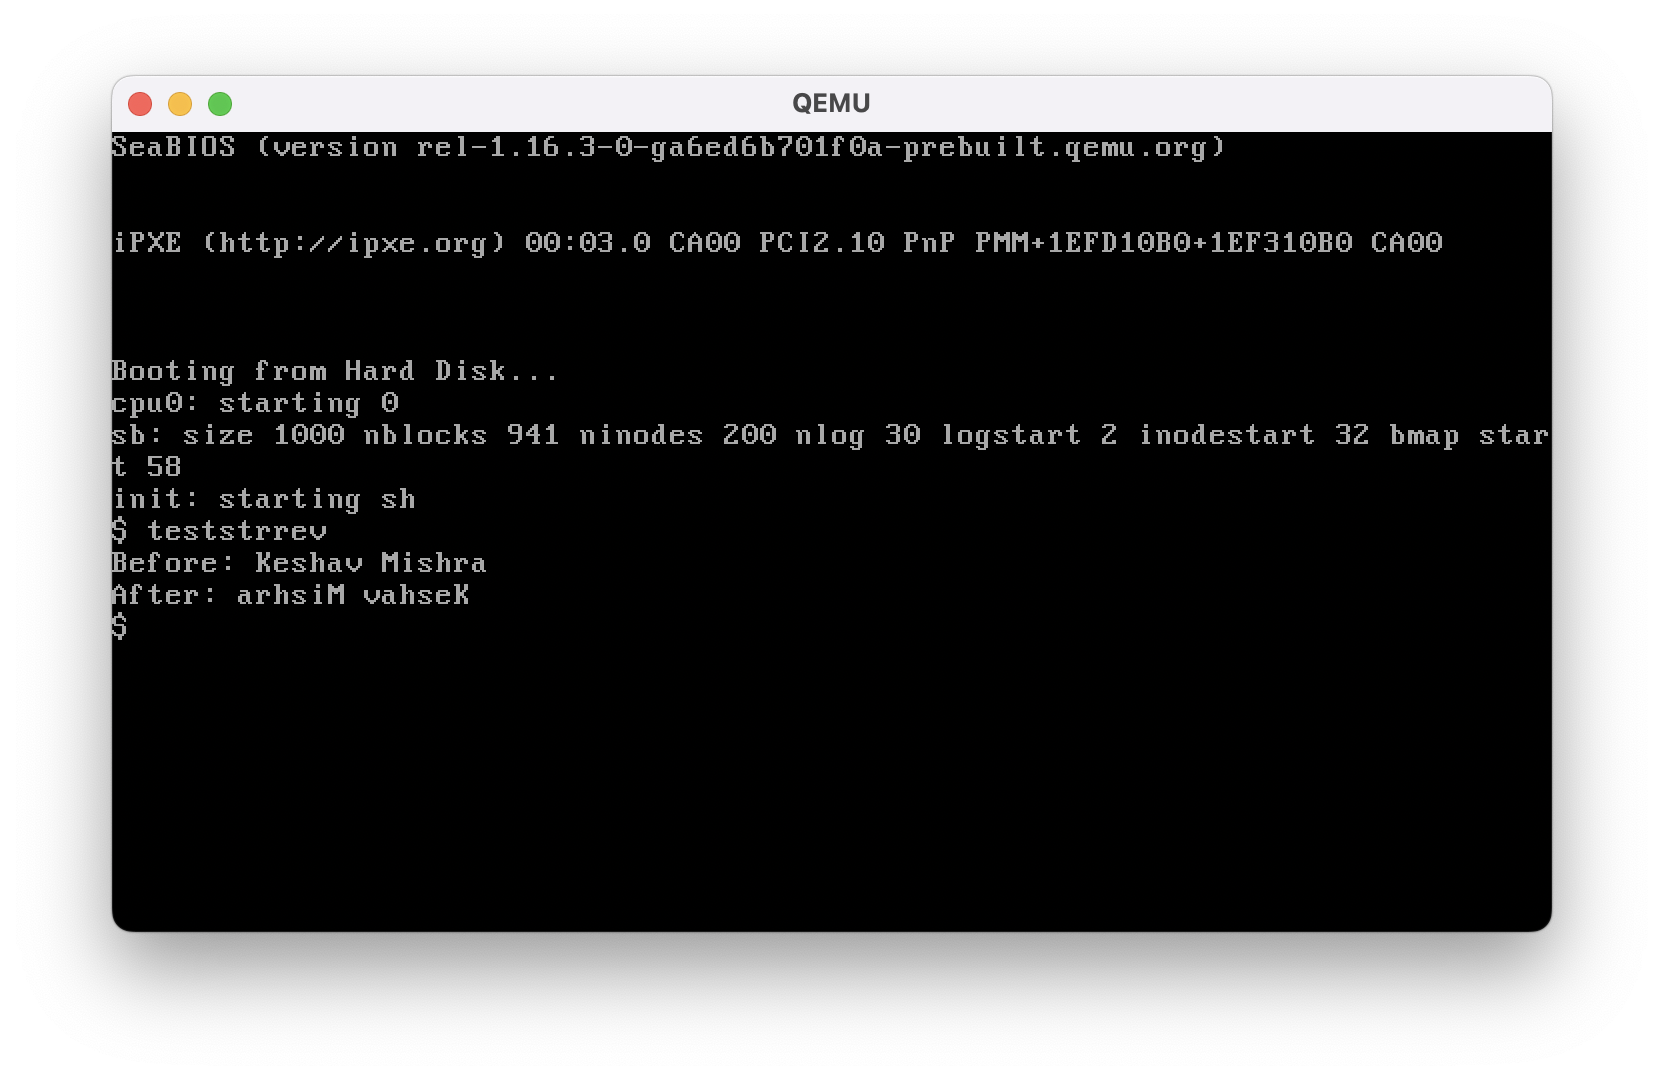 QEMU
SeaBIOS (version rel-1.16.3-0-ga6ed6b701f0a-prebuilt.qemu.org)
iPXE (http://ipxe.org) 00:03.0 CA00 PCI2.10 PnP PMM+1EFD10B0+1EF310B0 CA00
Booting from Hard Disk...
cpu0: starting 0
sb: size 1000 nblocks 941 ninodes 200 nlog 30 logstart 2 inodestart 32 bmap star
t 58
init: starting sh
$ teststrrev
Before: Keshav Mishra
After: arhsiM vahseK
$